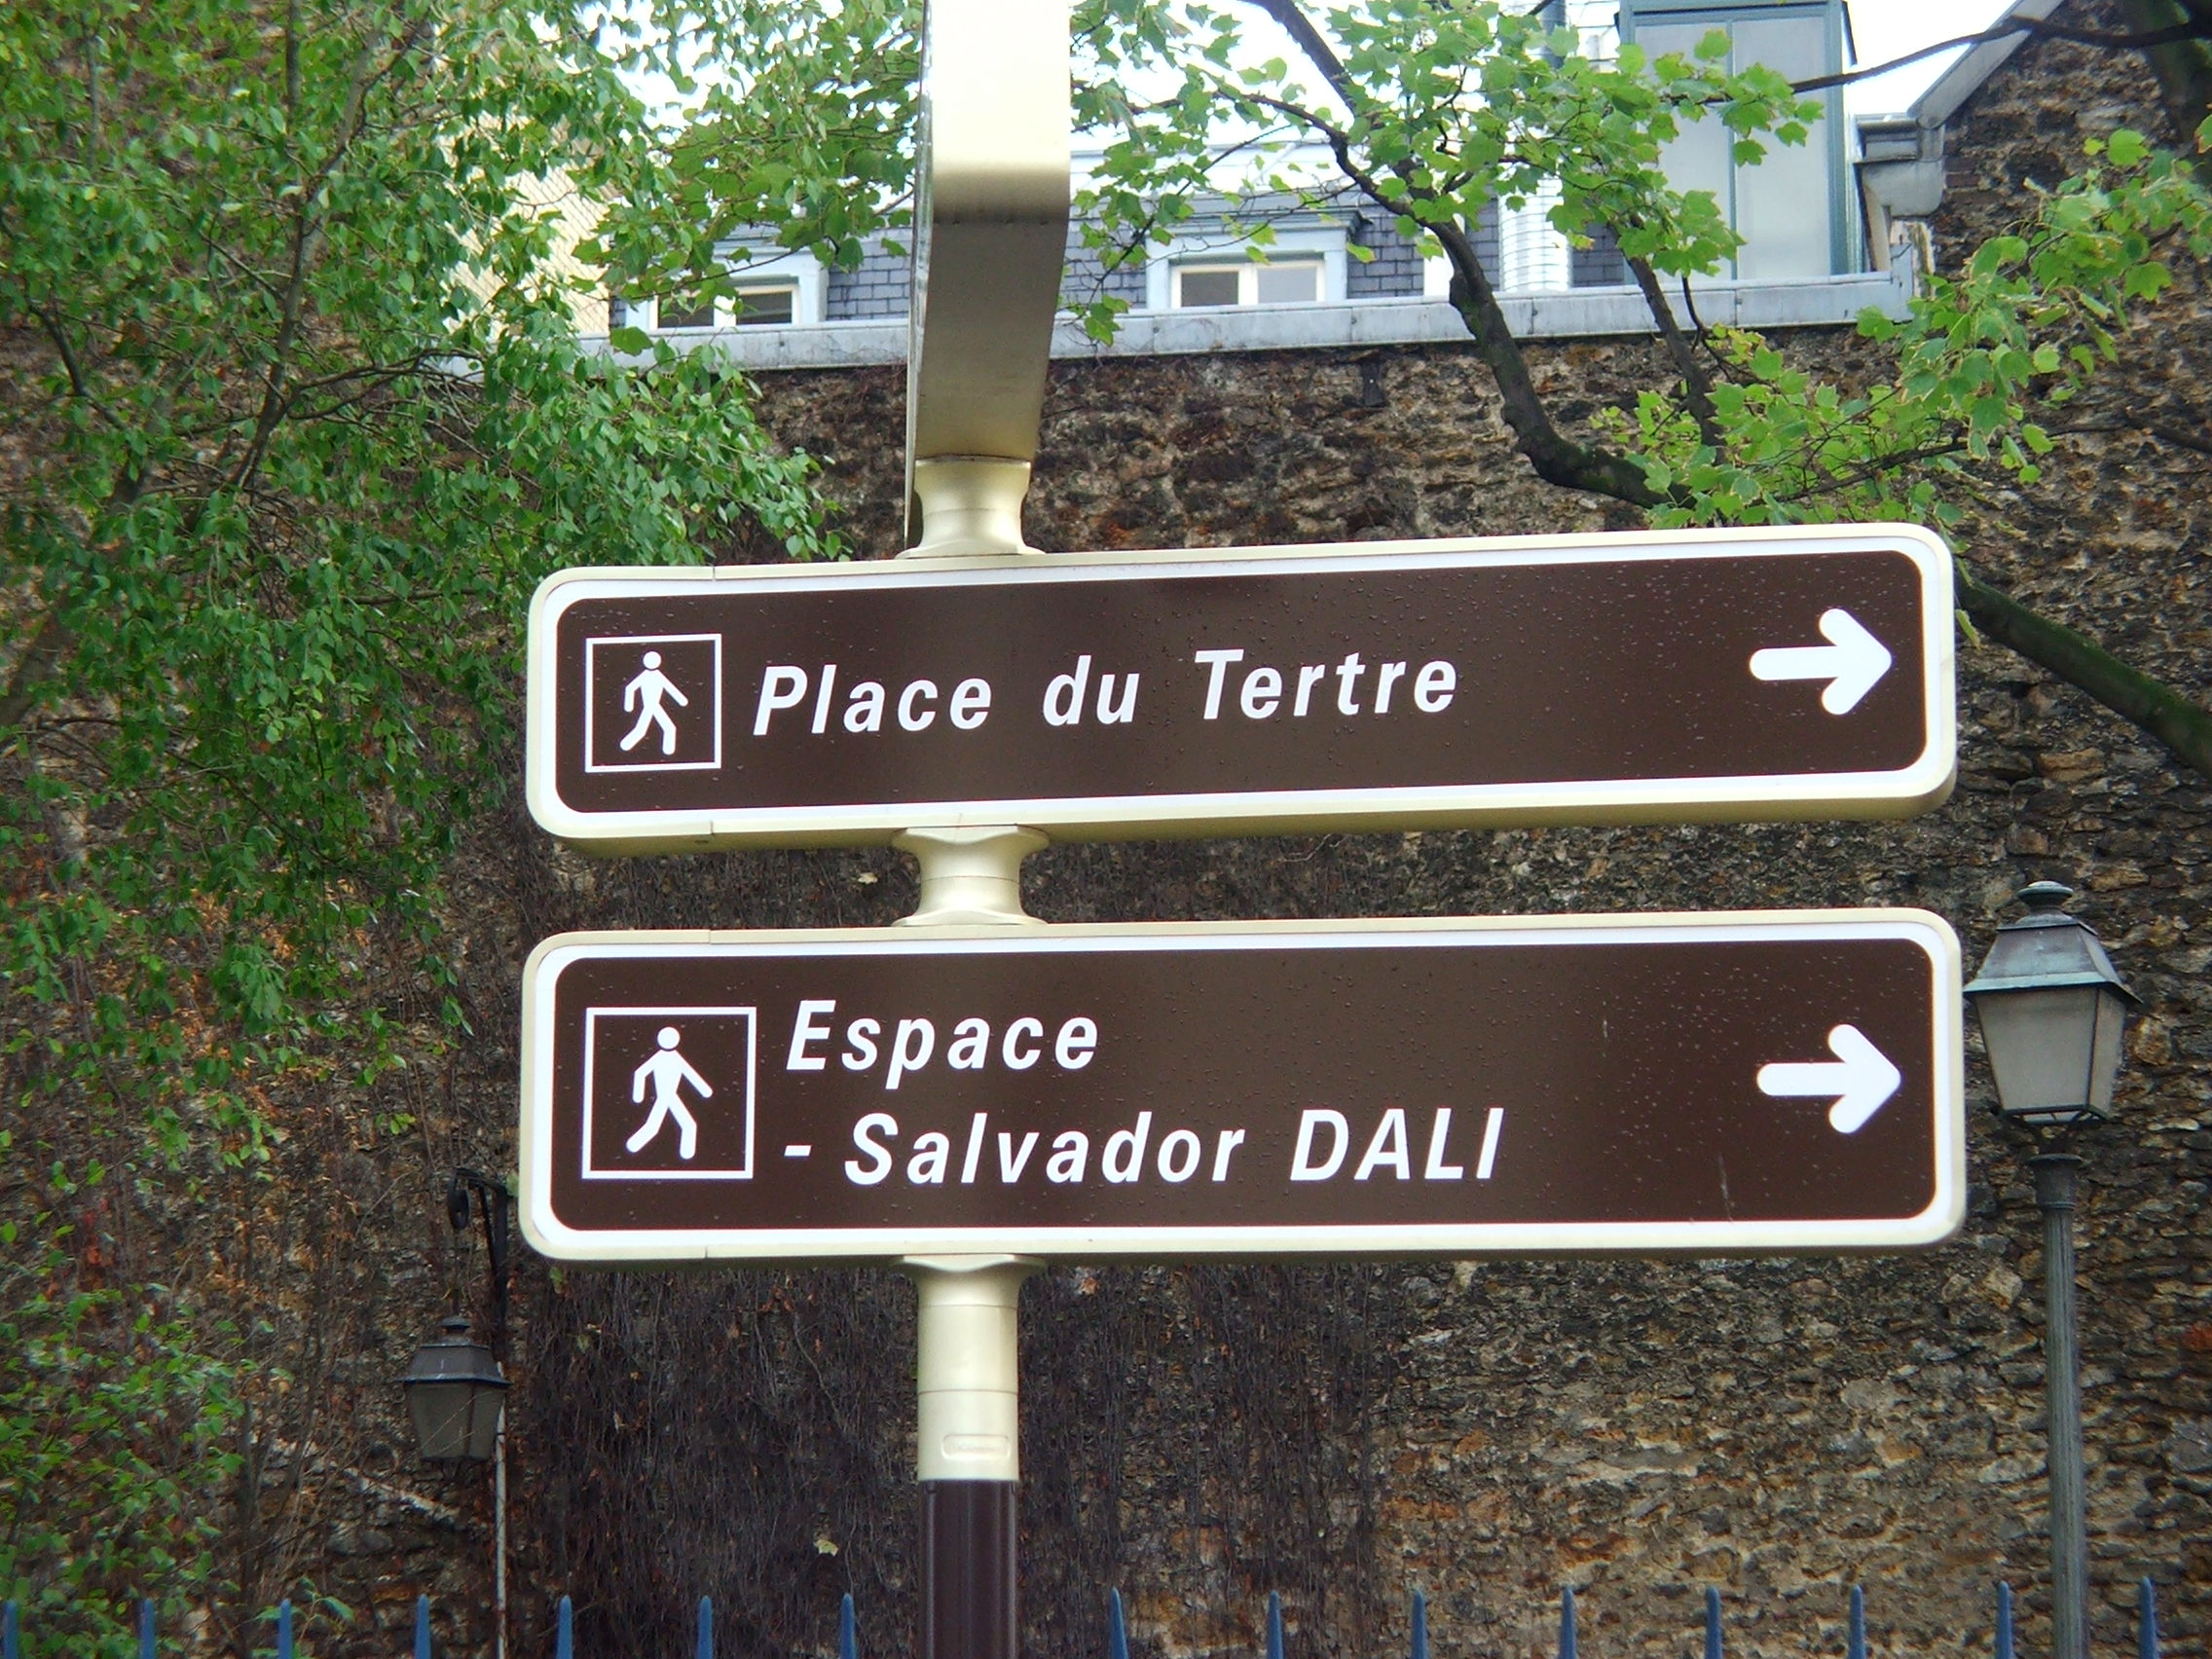 Place du Tertre
Espace
- Salvador DALI